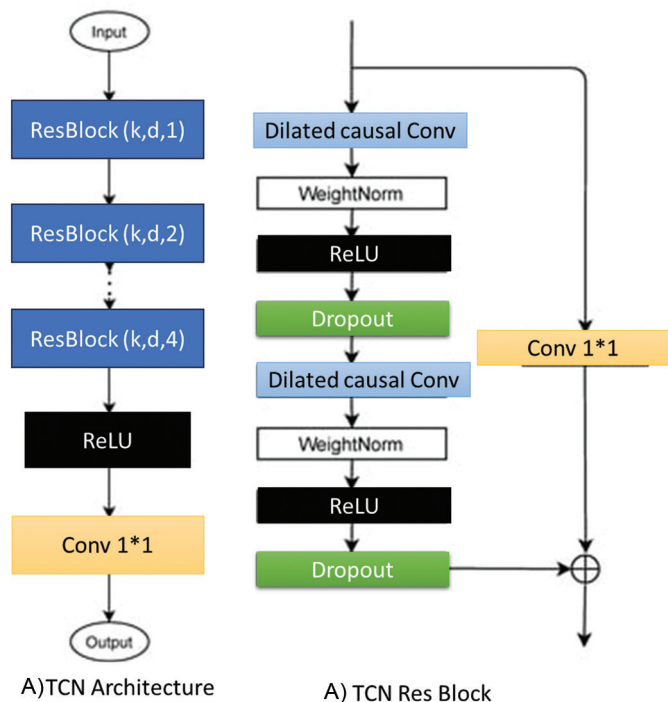 Input
ResBlock (k,d,1)
ResBlock (k,d,2)
ResBlock (k,d,4)
ReLU
Conv 1*1
Output
A)TCN Architecture
Dilated causal Conv
WeightNorm
ReLU
Dropout
Dilated causal Conv
WeightNorm
ReLU
Dropout
Conv 1*1
A) TCN Res Block